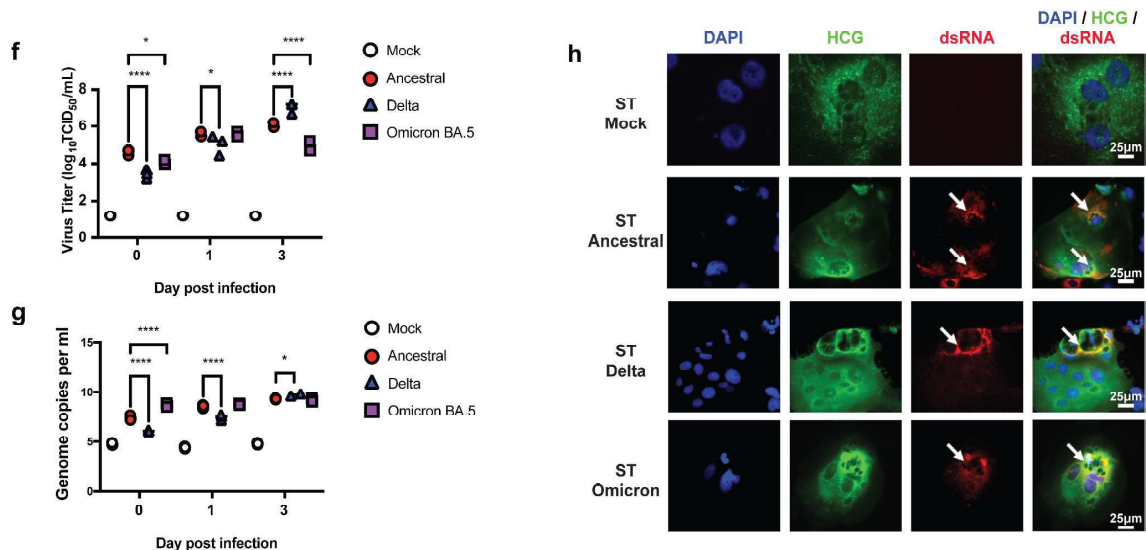 f
*
****
*
****
****
Virus Titer (log10TCID50/mL)
10
8
6
4
2
0
0
1
3
Day post infection
Mock
Ancestral
Delta
Omicron BA.5
g
****
****
****
*
Genome copies per ml
15
10
5
0
0
1
3
Day post infection
Mock
Ancestral
Delta
Omicron BA.5
h
DAPI
HCG
dsRNA
DAPI / HCG /
dsRNA
ST
Mock
25µm
ST
Ancestral
25µm
ST
Delta
25µm
ST
Omicron
25µm